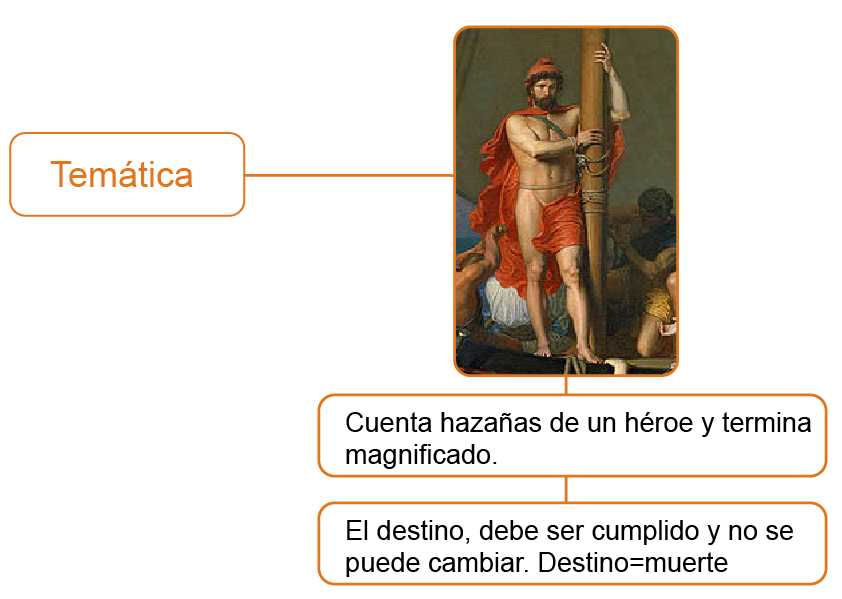 Temática
Cuenta hazañas de un héroe y termina
magnificado.
El destino, debe ser cumplido y no se
puede cambiar. Destino=muerte